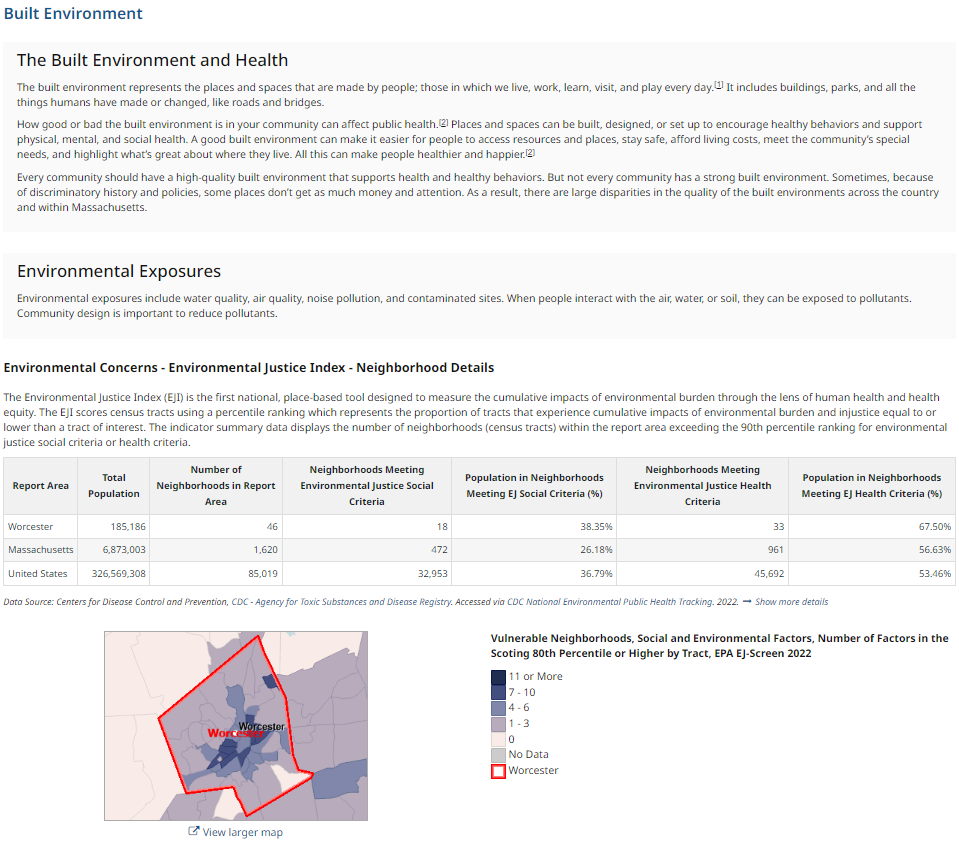 Built Environment
The Built Environment and Health
The built environment represents the places and spaces that are made by people; those in which we live, work, learn, visit, and play every day.[1] It includes buildings, parks, and all the
things humans have made or changed, like roads and bridges.
How good or bad the built environment is in your community can affect public health.[2] Places and spaces can be built, designed, or set up to encourage healthy behaviors and support
physical, mental, and social health. A good built environment can make it easier for people to access resources and places, stay safe, afford living costs, meet the community's special
needs, and highlight what's great about where they live. All this can make people healthier and happier.[2]
Every community should have a high-quality built environment that supports health and healthy behaviors. But not every community has a strong built environment. Sometimes, because
of discriminatory history and policies, some places don't get as much money and attention. As a result, there are large disparities in the quality of the built environments across the country
and within Massachusetts.
Environmental Exposures
Environmental exposures include water quality, air quality, noise pollution, and contaminated sites. When people interact with the air, water, or soil, they can be exposed to pollutants.
Community design is important to reduce pollutants.
Environmental Concerns - Environmental Justice Index - Neighborhood Details
The Environmental Justice Index (EJI) is the first national, place-based tool designed to measure the cumulative impacts of environmental burden through the lens of human health and health
equity. The EJI scores census tracts using a percentile ranking which represents the proportion of tracts that experience cumulative impacts of environmental burden and injustice equal to or
lower than a tract of interest. The indicator summary data displays the number of neighborhoods (census tracts) within the report area exceeding the 90th percentile ranking for environmental
justice social criteria or health criteria.
Report Area
Total
Population
Number of
Neighborhoods in Report
Area
Neighborhoods Meeting
Environmental Justice Social
Criteria
Population in Neighborhoods
Meeting EJ Social Criteria (%)
Neighborhoods Meeting
Environmental Justice Health
Criteria
Population in Neighborhoods
Meeting EJ Health Criteria (%)
Worcester 185,186 46 18 38.35% 33 67.50%
Massachusetts 6,873,003 1,620 472 26.18% 961 56.63%
United States 326,569,308 85,019 32,953 36.79% 45,692 53.46%
Data Source: Centers for Disease Control and Prevention, CDC - Agency for Toxic Substances and Disease Registry. Accessed via CDC National Environmental Public Health Tracking. 2022. → Show more details
Worcester
Worcester
View larger map
Vulnerable Neighborhoods, Social and Environmental Factors, Number of Factors in the
Scoting 80th Percentile or Higher by Tract, EPA EJ-Screen 2022
11 or More
7 - 10
4 - 6
1 - 3
0
No Data
Worcester